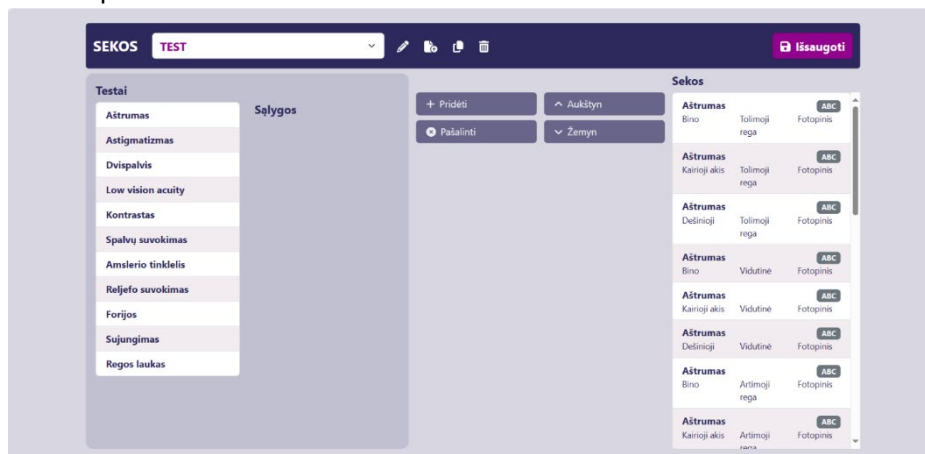 SEKOS TEST Išsaugoti
Testai
Aštrumas
Astigmatizmas
Dvispalvis
Low vision acuity
Kontrastas
Spalvų suvokimas
Amslerio tinklelis
Reljefo suvokimas
Forijos
Sujungimas
Regos laukas
Sąlygos
Pridėti Aukštyn
Pašalinti Žemyn
Sekos
Aštrumas ABC
Bino Tolimoji Fotopinis
rega
Aštrumas ABC
Kairioji akis Tolimoji Fotopinis
rega
Aštrumas ABC
Dešinioji Tolimoji Fotopinis
rega
Aštrumas ABC
Bino Vidutinė Fotopinis
Aštrumas ABC
Kairioji akis Vidutinė Fotopinis
Aštrumas ABC
Dešinioji Vidutinė Fotopinis
Aštrumas ABC
Bino Artimoji Fotopinis
rega
Aštrumas ABC
Kairioji akis Artimoji Fotopinis
rega